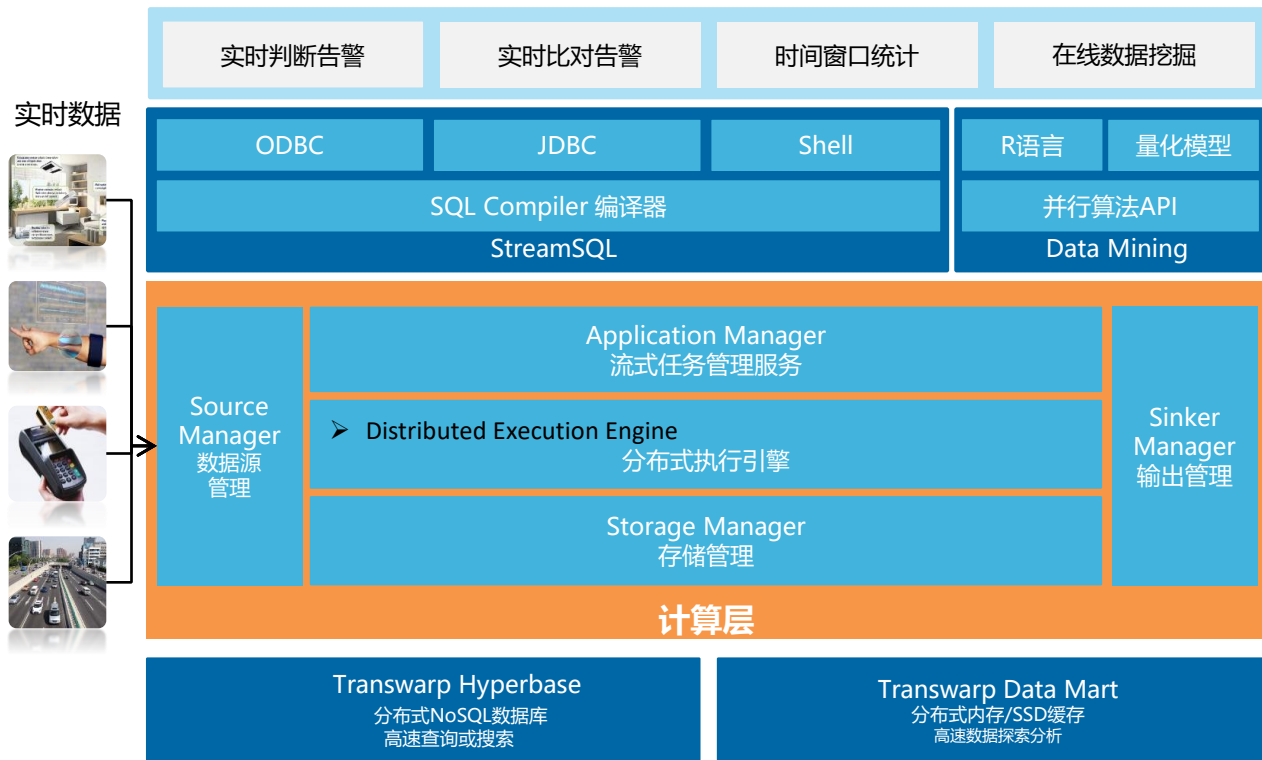 实时判断告警
实时比对告警
时间窗口统计
在线数据挖掘
实时数据
ODBC
JDBC
Shell
R语言
量化模型
SQL Compiler 编译器
并行算法API
StreamSQL
Data Mining
Application Manager
流式任务管理服务
Source
Manager
数据源
管理
➢ Distributed Execution Engine
分布式执行引擎
Sinker
Manager
输出管理
Storage Manager
存储管理
计算层
Transwarp Hyperbase
分布式NoSQL数据库
高速查询或搜索
Transwarp Data Mart
分布式内存/SSD缓存
高速数据探索分析